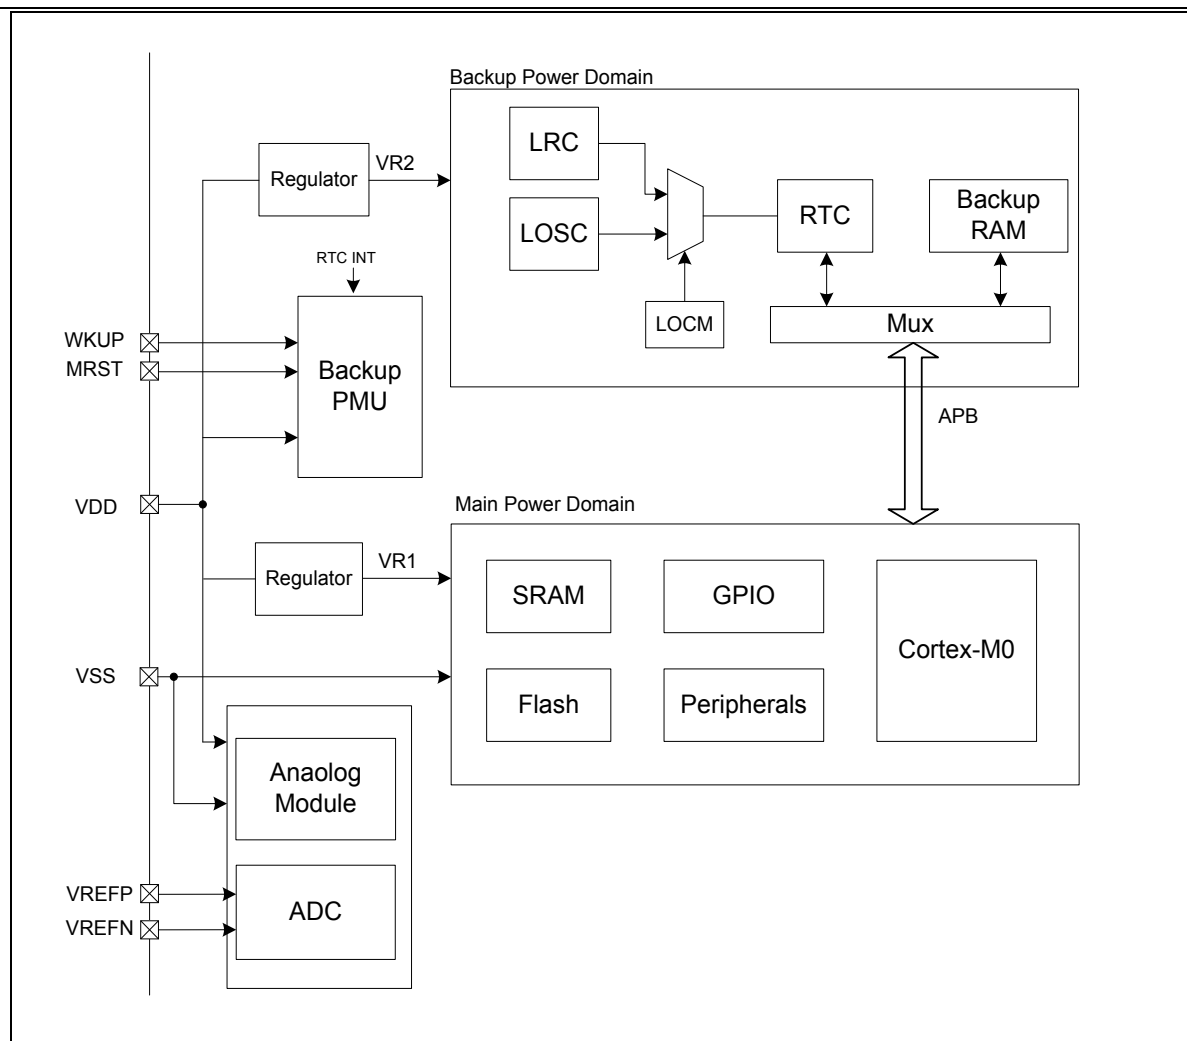 Backup Power Domain
LRC
VR2
Regulator
RTC
Backup
RAM
LOSC
RTC INT
LOCM
Mux
WKUP
MRST
Backup
PMU
APB
VDD
Main Power Domain
VR1
Regulator
SRAM
GPIO
Cortex-M0
VSS
Flash
Peripherals
Anaolog
Module
VREFP
ADC
VREFN